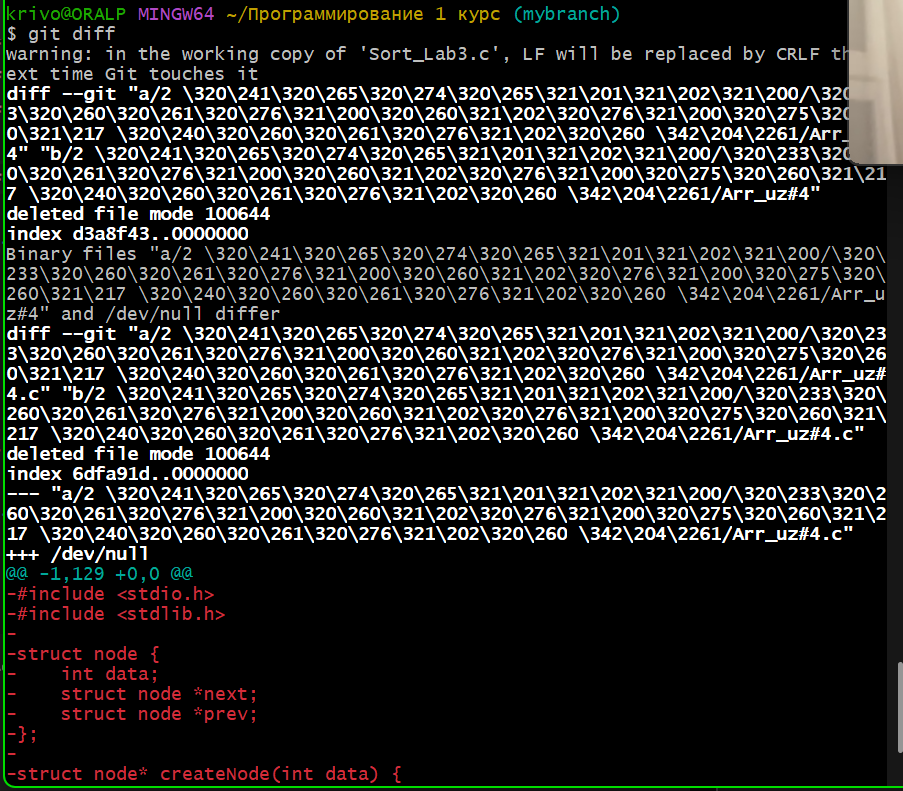 krivo@ORALP MINGW64 ~/Программирование 1 курс (mybranch)
$ git diff
warning: in the working copy of 'Sort_Lab3.c', LF will be replaced by CRLF
ext time Git touches it
diff --git "a/2 \320\241\320\265\320\274\320\265\321\201\321\202\321\200/\320
3\320\260\320\261\320\276\321\200\320\260\321\202\320\276\321\200\320\275\320
0\321\217 \320\240\320\260\320\261\320\276\321\202\320\260 \342\204\2261/Arr_
4" "b/2 \320\241\320\265\320\274\320\265\321\201\321\202\321\200/\320\233\320
0\320\261\320\276\321\200\320\260\321\202\320\276\321\200\320\275\320\260\321\21
7 \320\240\320\260\320\261\320\276\321\202\320\260 \342\204\2261/Arr_uz#4"
deleted file mode 100644
index d3a8f43..0000000
Binary files "a/2 \320\241\320\265\320\274\320\265\321\201\321\202\321\200/\320\
233\320\260\320\261\320\276\321\200\320\260\321\202\320\276\321\200\320\275\320\
260\321\217 \320\240\320\260\320\261\320\276\321\202\320\260 \342\204\2261/Arr_u
z#4" and /dev/null differ
diff --git "a/2 \320\241\320\265\320\274\320\265\321\201\321\202\321\200/\320\23
3\320\260\320\261\320\276\321\200\320\260\321\202\320\276\321\200\320\275\320\26
0\321\217 \320\240\320\260\320\261\320\276\321\202\320\260 \342\204\2261/Arr_uz#
4.c" "b/2 \320\241\320\265\320\274\320\265\321\201\321\202\321\200/\320\233\320\
260\320\261\320\276\321\200\320\260\321\202\320\276\321\200\320\275\320\260\321\
217 \320\240\320\260\320\261\320\276\321\202\320\260 \342\204\2261/Arr_uz#4.c"
deleted file mode 100644
index 6dfa91d..0000000
--- "a/2 \320\241\320\265\320\274\320\265\321\201\321\202\321\200/\320\233\320\2
60\320\261\320\276\321\200\320\260\321\202\320\276\321\200\320\275\320\260\321\2
17 \320\240\320\260\320\261\320\276\321\202\320\260 \342\204\2261/Arr_uz#4.c"
+++ /dev/null
@@ -1,129 +0,0 @@
-#include <stdio.h>
-#include <stdlib.h>
-
-struct node {
-    int data;
-    struct node *next;
-    struct node *prev;
-};
-
-struct node* createNode(int data) {